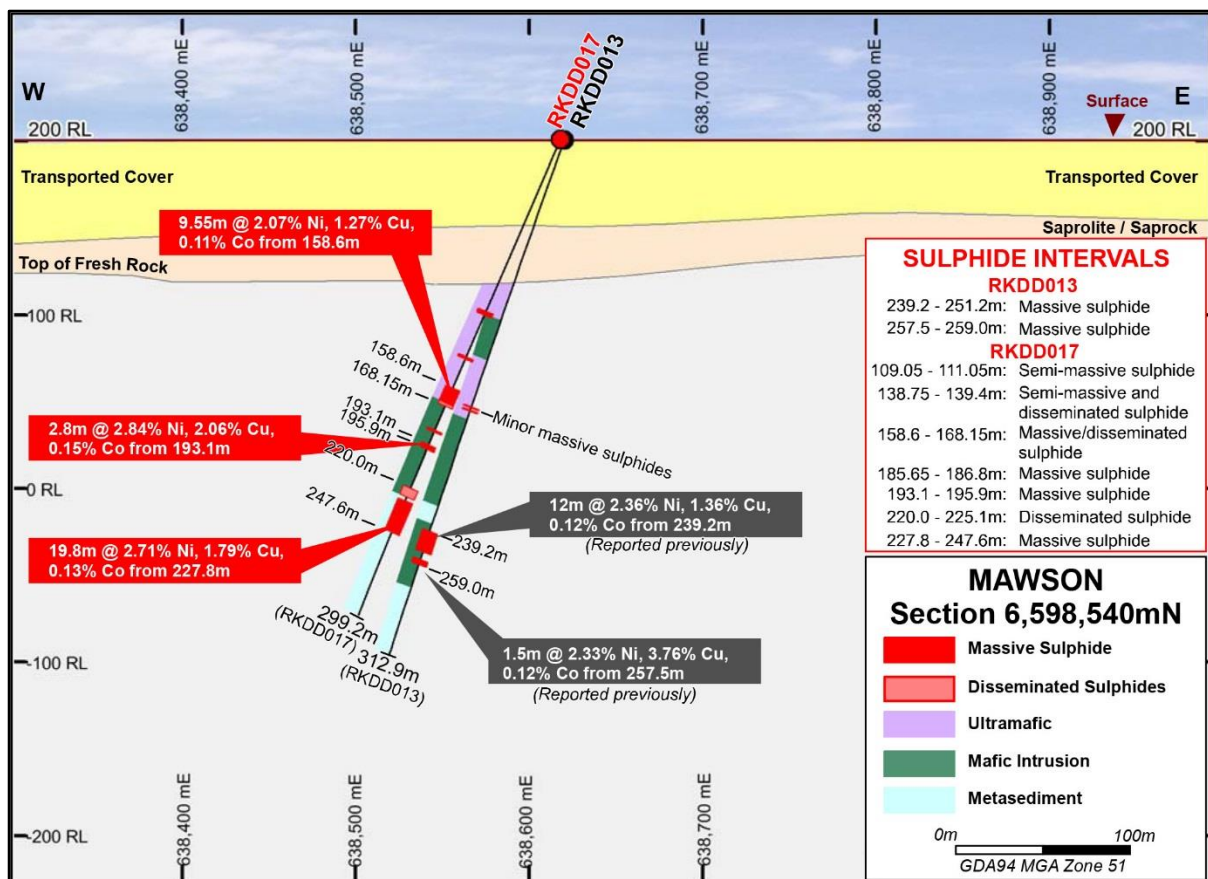 638,400 mE
638,500 mE
RKDD017
RKDD013
638,700 mE
638,800 mE
638,900 mE
W
E
Surface
200 RL
200 RL
Transported Cover
Transported Cover
9.55m @ 2.07% Ni, 1.27% Cu,
0.11% Co from 158.6m
Saprolite / Saprock
Top of Fresh Rock
100 RL
158.6m
168.15m
193.1m
195.9m
220.0m
247.6m
Minor massive sulphides
2.8m @ 2.84% Ni, 2.06% Cu,
0.15% Co from 193.1m
0 RL
12m @ 2.36% Ni, 1.36% Cu,
0.12% Co from 239.2m
(Reported previously)
19.8m @ 2.71% Ni, 1.79% Cu,
0.13% Co from 227.8m
239.2m
259.0m
299.2m
(RKDD017)
312.9m
(RKDD013)
1.5m @ 2.33% Ni, 3.76% Cu,
0.12% Co from 257.5m
(Reported previously)
-100 RL
-200 RL
638,400 mE
638,500 mE
638,600 mE
638,700 mE
SULPHIDE INTERVALS
RKDD013
239.2 - 251.2m: Massive sulphide
257.5 - 259.0m: Massive sulphide
RKDD017
109.05 - 111.05m: Semi-massive sulphide
138.75 - 139.4m: Semi-massive and
disseminated sulphide
158.6 - 168.15m: Massive/disseminated
sulphide
185.65 - 186.8m: Massive sulphide
193.1 - 195.9m: Massive sulphide
220.0 - 225.1m: Disseminated sulphide
227.8 - 247.6m: Massive sulphide
MAWSON
Section 6,598,540mN
Massive Sulphide
Disseminated Sulphides
Ultramafic
Mafic Intrusion
Metasediment
0m 100m
GDA94 MGA Zone 51